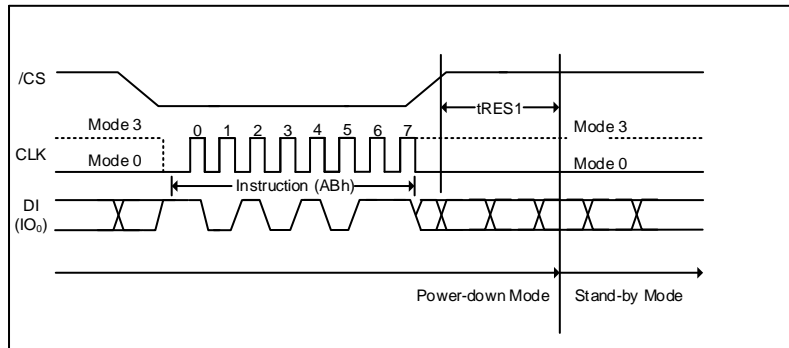 /CS
tRES1
Mode 3
0 1 2 3 4 5 6 7
Mode 3
CLK
Mode 0
Mode 0
Instruction (ABh)
DI
(IO₀)
Power-down Mode
Stand-by Mode